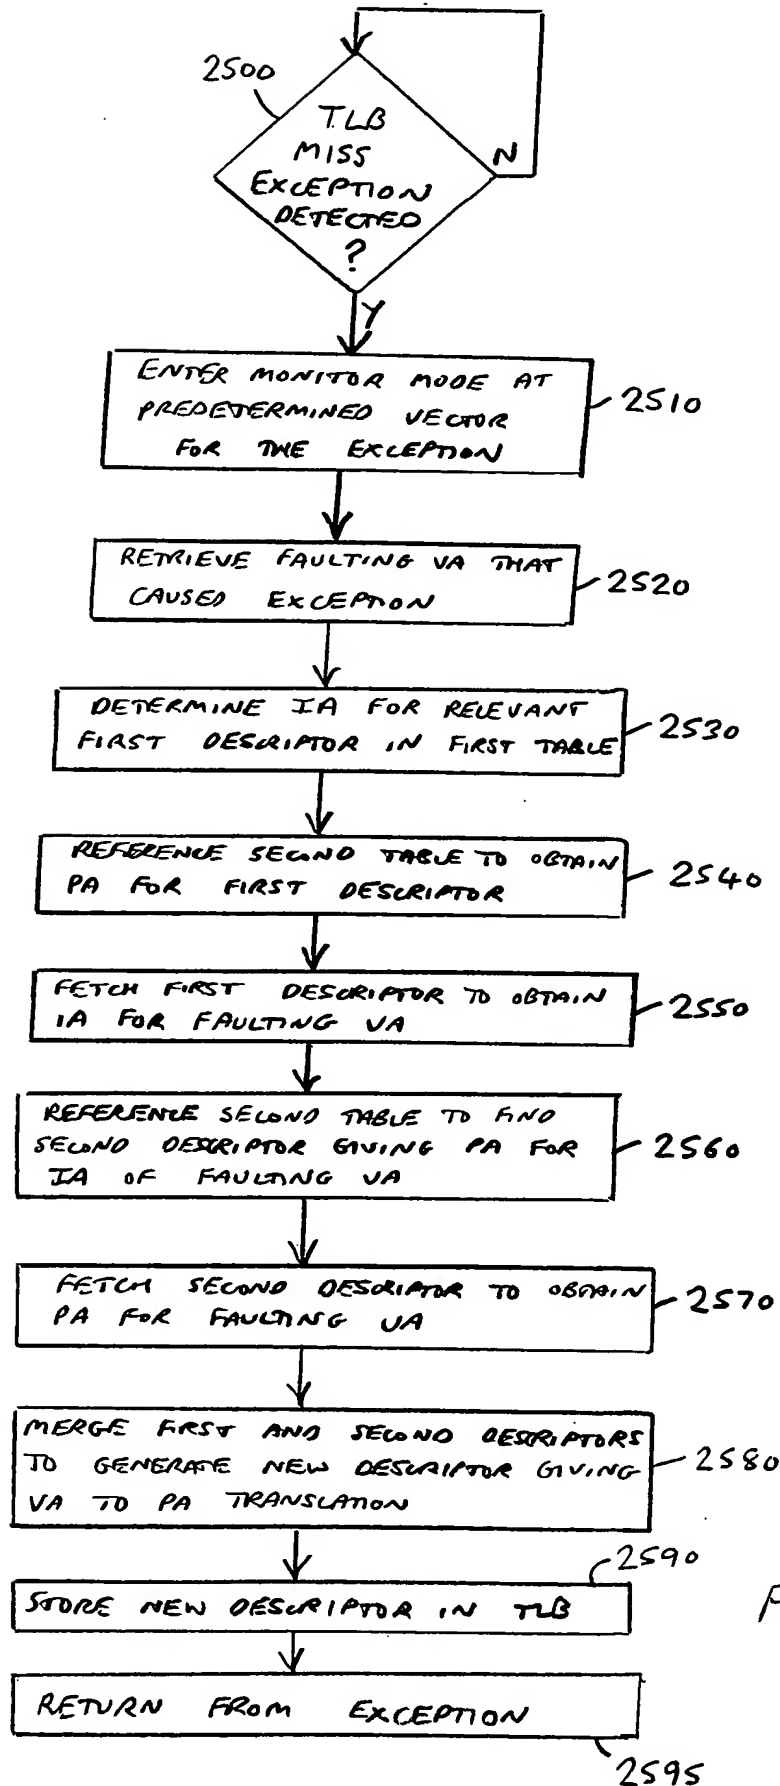 2500
TLB
MISS
EXCEPTION
DETECTED
?
N
Y
ENTER MONITOR MODE AT
PREDETERMINED VECTOR
FOR THE EXCEPTION
2510
RETRIEVE FAULTING VA THAT
CAUSED EXCEPTION
2520
DETERMINE IA FOR RELEVANT
FIRST DESCRIPTOR IN FIRST TABLE
2530
REFERENCE SECOND TABLE TO OBTAIN
PA FOR FIRST DESCRIPTOR
2540
FETCH FIRST DESCRIPTOR TO OBTAIN
IA FOR FAULTING VA
2550
REFERENCE SECOND TABLE TO FIND
SECOND DESCRIPTOR GIVING PA FOR
IA OF FAULTING VA
2560
FETCH SECOND DESCRIPTOR TO OBTAIN
PA FOR FAULTING VA
2570
MERGE FIRST AND SECOND DESCRIPTORS
TO GENERATE NEW DESCRIPTOR GIVING
VA TO PA TRANSLATION
2580
2590
STORE NEW DESCRIPTOR IN TLB
RETURN FROM EXCEPTION
2595